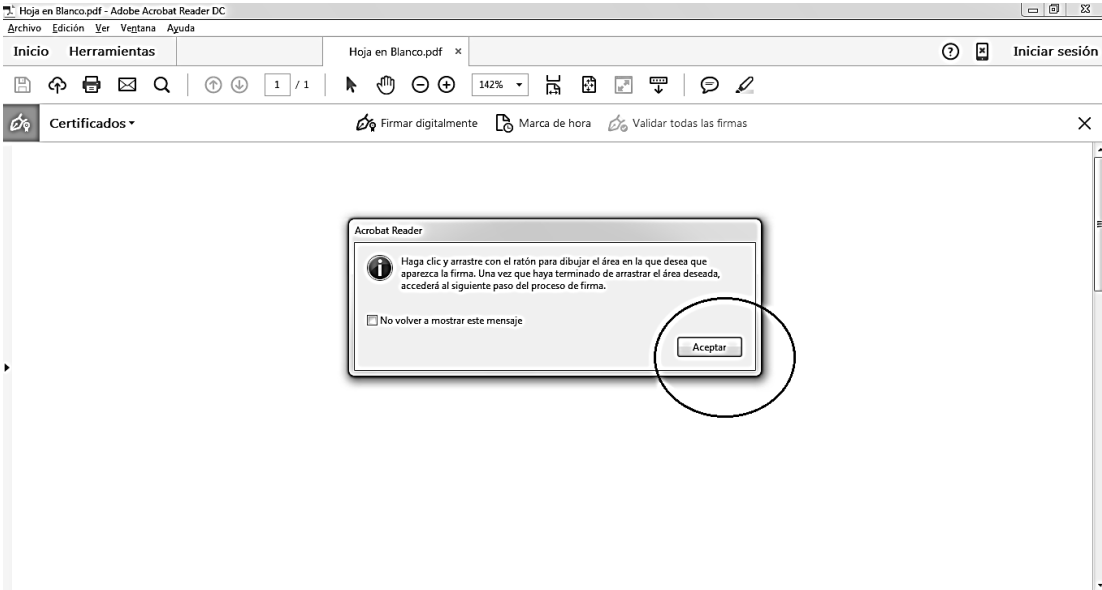 Hoja en Blanco.pdf - Adobe Acrobat Reader DC
Archivo Edición Ver Ventana Ayuda
Inicio Herramientas Hoja en Blanco.pdf × Iniciar sesión
1 / 1 142%
Certificados Firmar digitalmente Marca de hora Validar todas las firmas
Acrobat Reader
Haga clic y arrastre con el ratón para dibujar el área en la que desea que
aparezca la firma. Una vez que haya terminado de arrastrar el área deseada,
accederá al siguiente paso del proceso de firma.
No volver a mostrar este mensaje
Aceptar